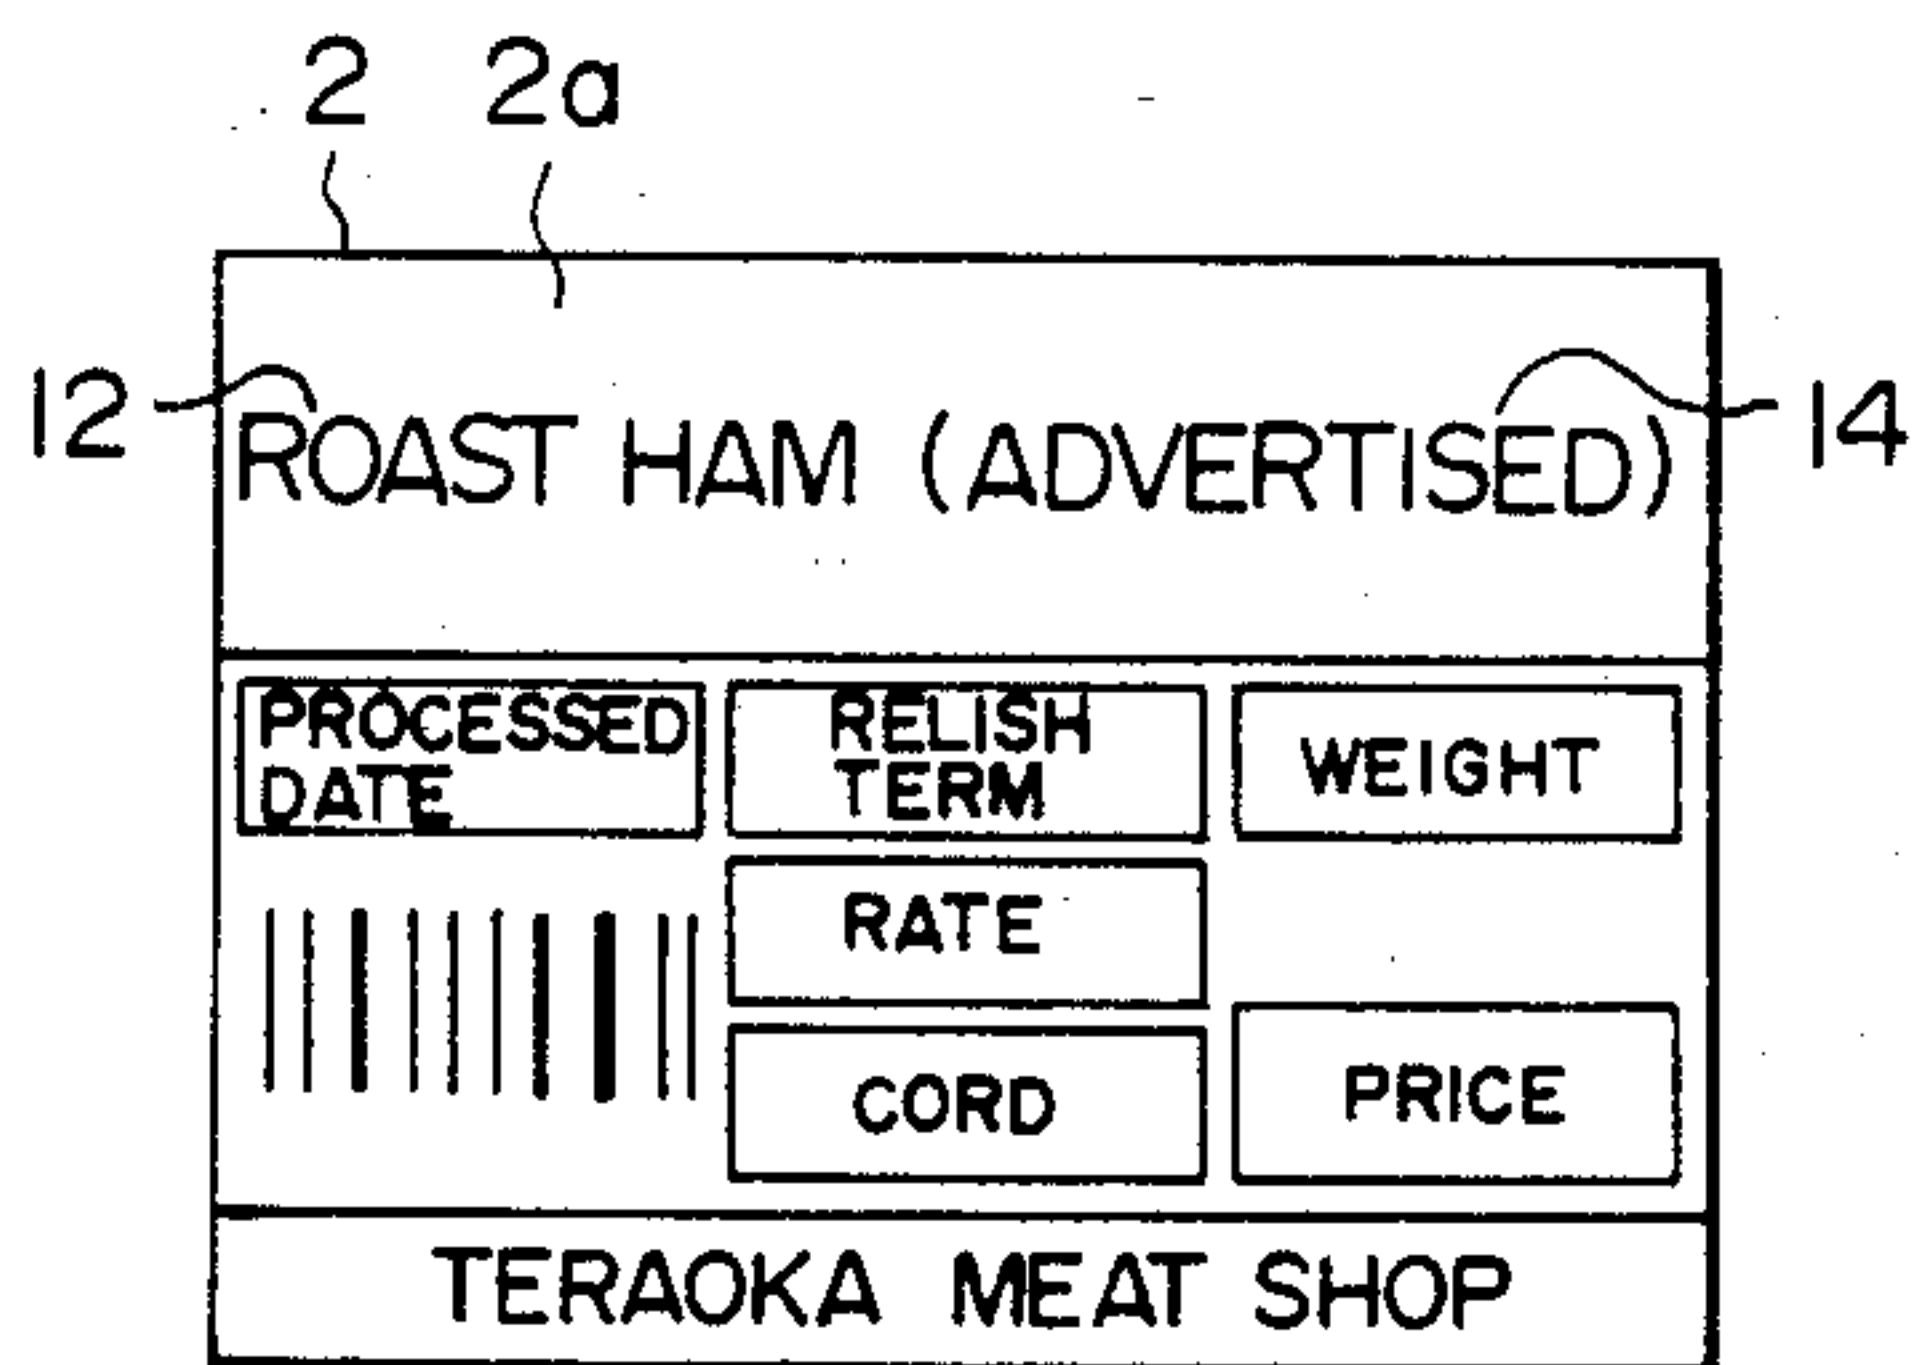 2 2a
12 14
ROAST HAM (ADVERTISED)
PROCESSED
DATE
RELISH
TERM
WEIGHT
RATE
CORD
PRICE
TERAOKA MEAT SHOP